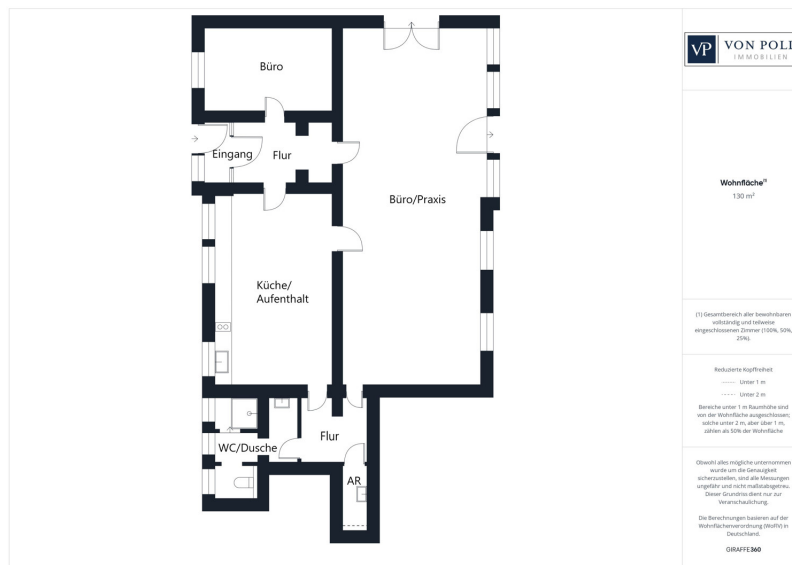 Büro
Eingang
Flur
Büro/Praxis
Küche/
Aufenthalt
WC/Dusche
Flur
AR
VP
VON POLL
IMMOBILIEN
Wohnfläche⁽¹⁾
130 m²
(1) Gesamtbereich aller bewohnbaren,
vollständig und teilweise
eingeschlossenen Zimmer (100%, 50%,
25%).
Reduzierte Kopffreiheit
Unter 1 m
Unter 2 m
Bereiche unter 1 m Raumhöhe sind
von der Wohnfläche ausgeschlossen;
solche unter 2 m, aber über 1 m,
zählen als 50% der Wohnfläche
Obwohl alles mögliche unternommen
wurde um die Genauigkeit
sicherzustellen, sind alle Messungen
ungefähr und nicht maßstabsgetreu.
Dieser Grundriss dient nur zur
Veranschaulichung.
Die Berechnungen basieren auf der
Wohnflächenverordnung (WoFlV) in
Deutschland.
GIRAFFE360